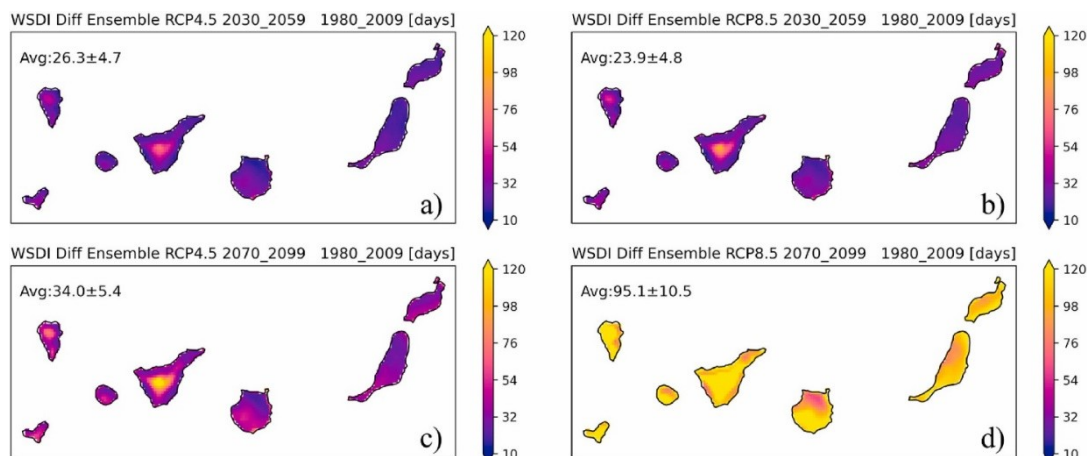 WSDI Diff Ensemble RCP4.5 2030_2059 1980_2009 [days]
Avg:26.3±4.7
a)
120
98
76
54
32
10
WSDI Diff Ensemble RCP8.5 2030_2059 1980_2009 [days]
Avg:23.9±4.8
b)
120
98
76
54
32
10
WSDI Diff Ensemble RCP4.5 2070_2099 1980_2009 [days]
Avg:34.0±5.4
c)
120
98
76
54
32
10
WSDI Diff Ensemble RCP8.5 2070_2099 1980_2009 [days]
Avg:95.1±10.5
d)
120
98
76
54
32
10